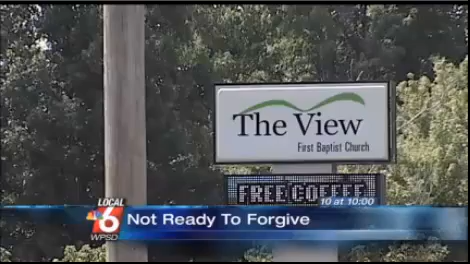 The View
First Baptist Church
FREE COFFEE
10 at 10:00
LOCAL
6
WPSD
Not Ready To Forgive